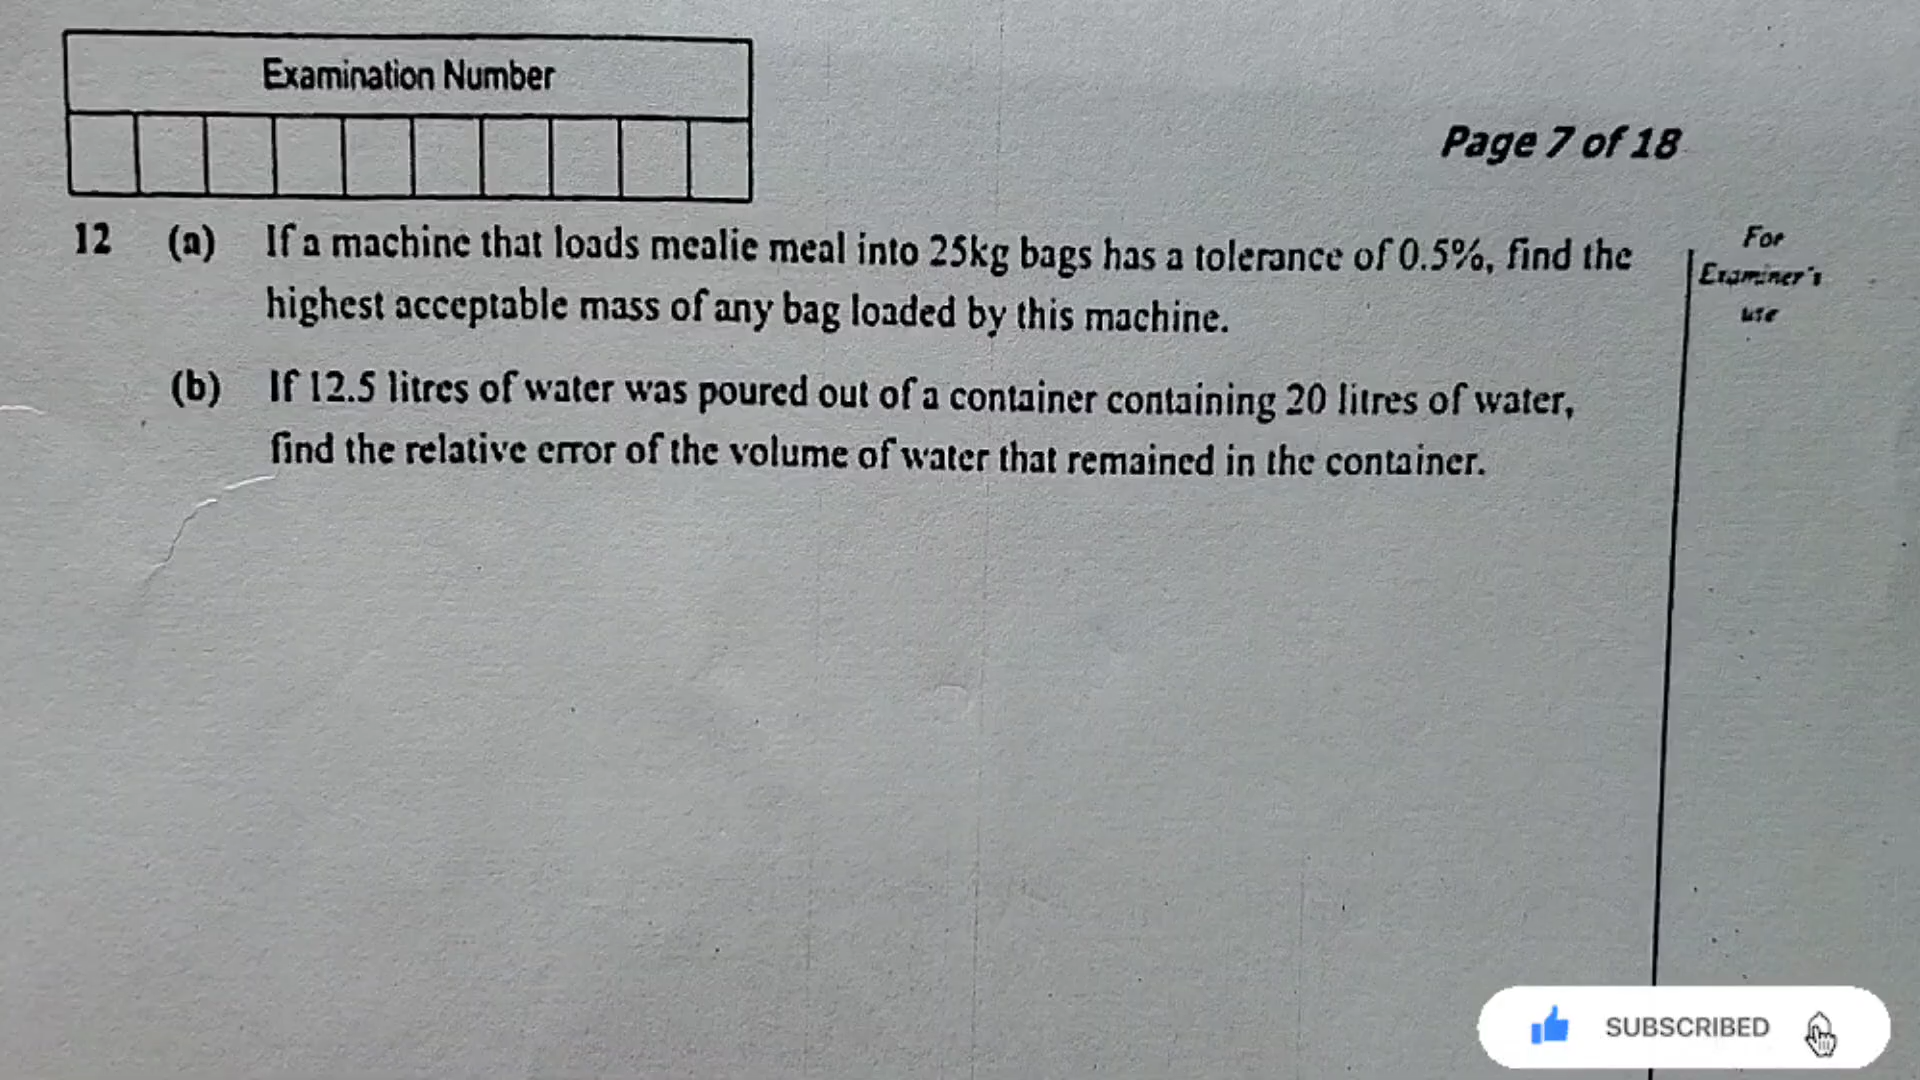 Examination Number
Page 7 of 18
12 (a) If a machine that loads mealie meal into 25kg bags has a tolerance of 0.5%, find the
highest acceptable mass of any bag loaded by this machine.
For
Examiner's
use
(b) If 12.5 litres of water was poured out of a container containing 20 litres of water,
find the relative error of the volume of water that remained in the container.
SUBSCRIBED